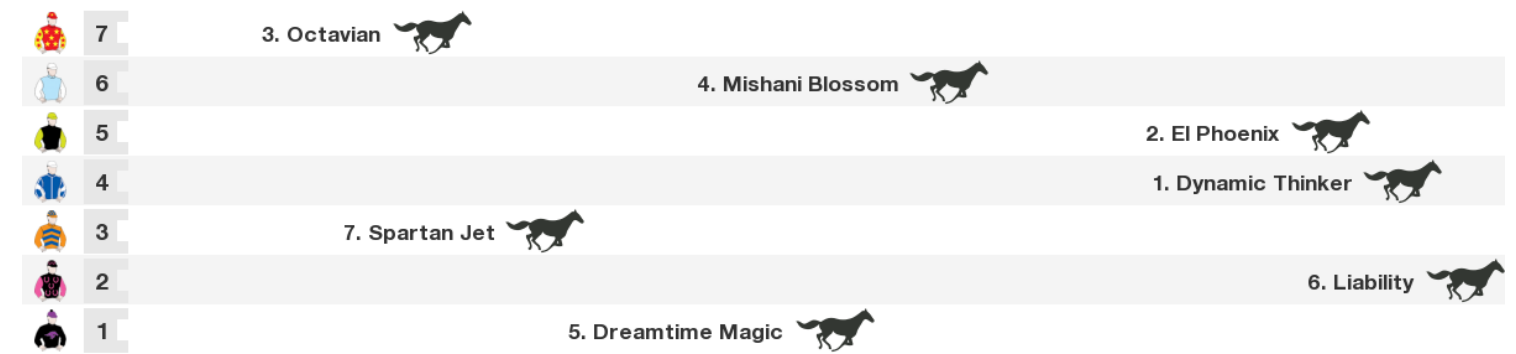 7 3. Octavian
6 4. Mishani Blossom
5 2. El Phoenix
4 1. Dynamic Thinker
3 7. Spartan Jet
2 6. Liability
1 5. Dreamtime Magic